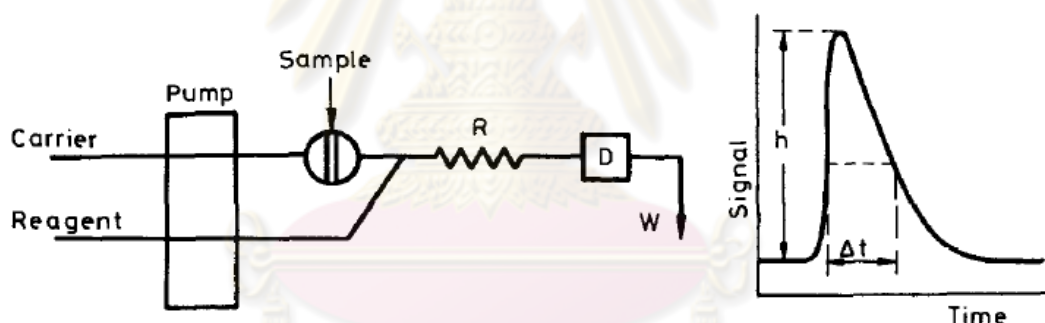 Sample
Pump
Carrier
R
D
Reagent
W
Signal
h
Δt
Time